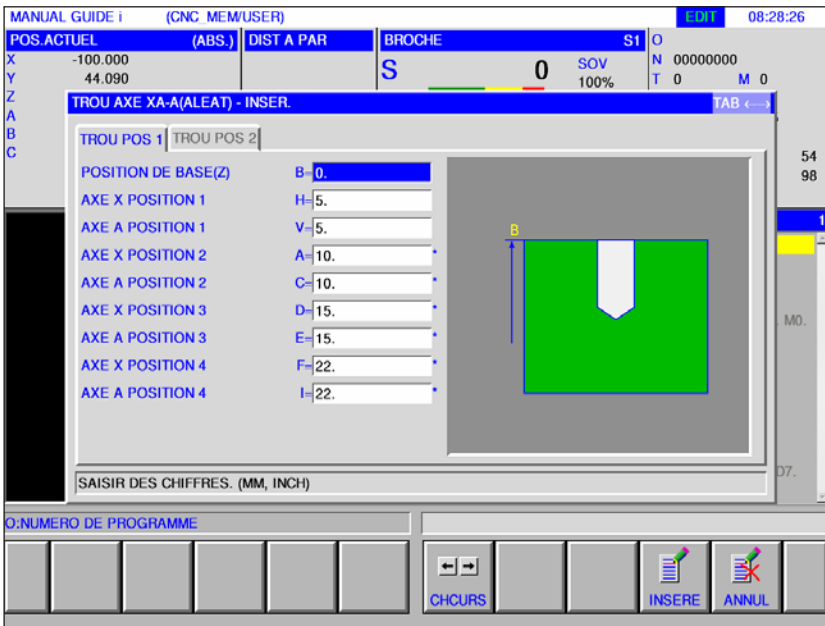 MANUAL GUIDE i (CNC_MEM/USER) EDIT 08:28:26
POS.ACTUEL (ABS.) DIST A PAR BROCHE S1 O
X -100.000 S 0 SOV 100% N 00000000
Y 44.090 T 0 M 0
Z
A
B
C
54
98
TROU AXE XA-A(ALEAT) - INSER. TAB ←→
TROU POS 1 TROU POS 2
POSITION DE BASE(Z) B=0.
AXE X POSITION 1 H=5.
AXE A POSITION 1 V=5.
AXE X POSITION 2 A=10. *
AXE A POSITION 2 C=10. *
AXE X POSITION 3 D=15. *
AXE A POSITION 3 E=15. *
AXE X POSITION 4 F=22. *
AXE A POSITION 4 I=22. *
B
1
M0.
D7.
SAISIR DES CHIFFRES. (MM, INCH)
O:NUMERO DE PROGRAMME
CHCURS INSERE ANNUL